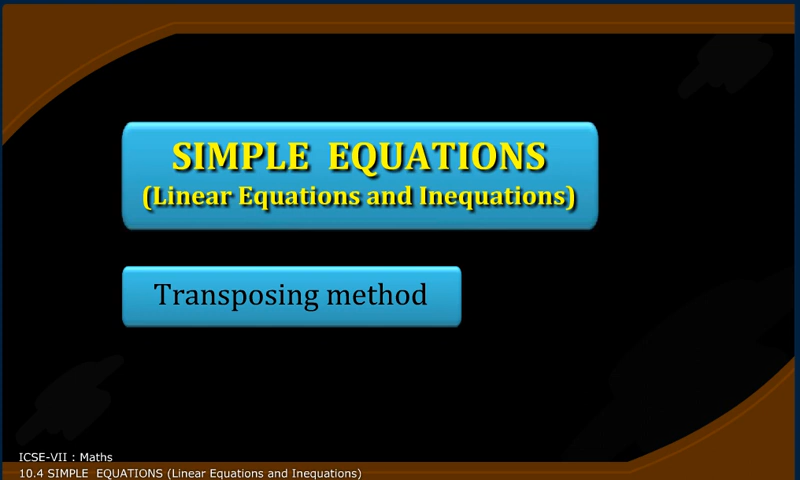 SIMPLE EQUATIONS
(Linear Equations and Inequations)
Transposing method
ICSE-VII : Maths
10.4 SIMPLE EQUATIONS (Linear Equations and Inequations)